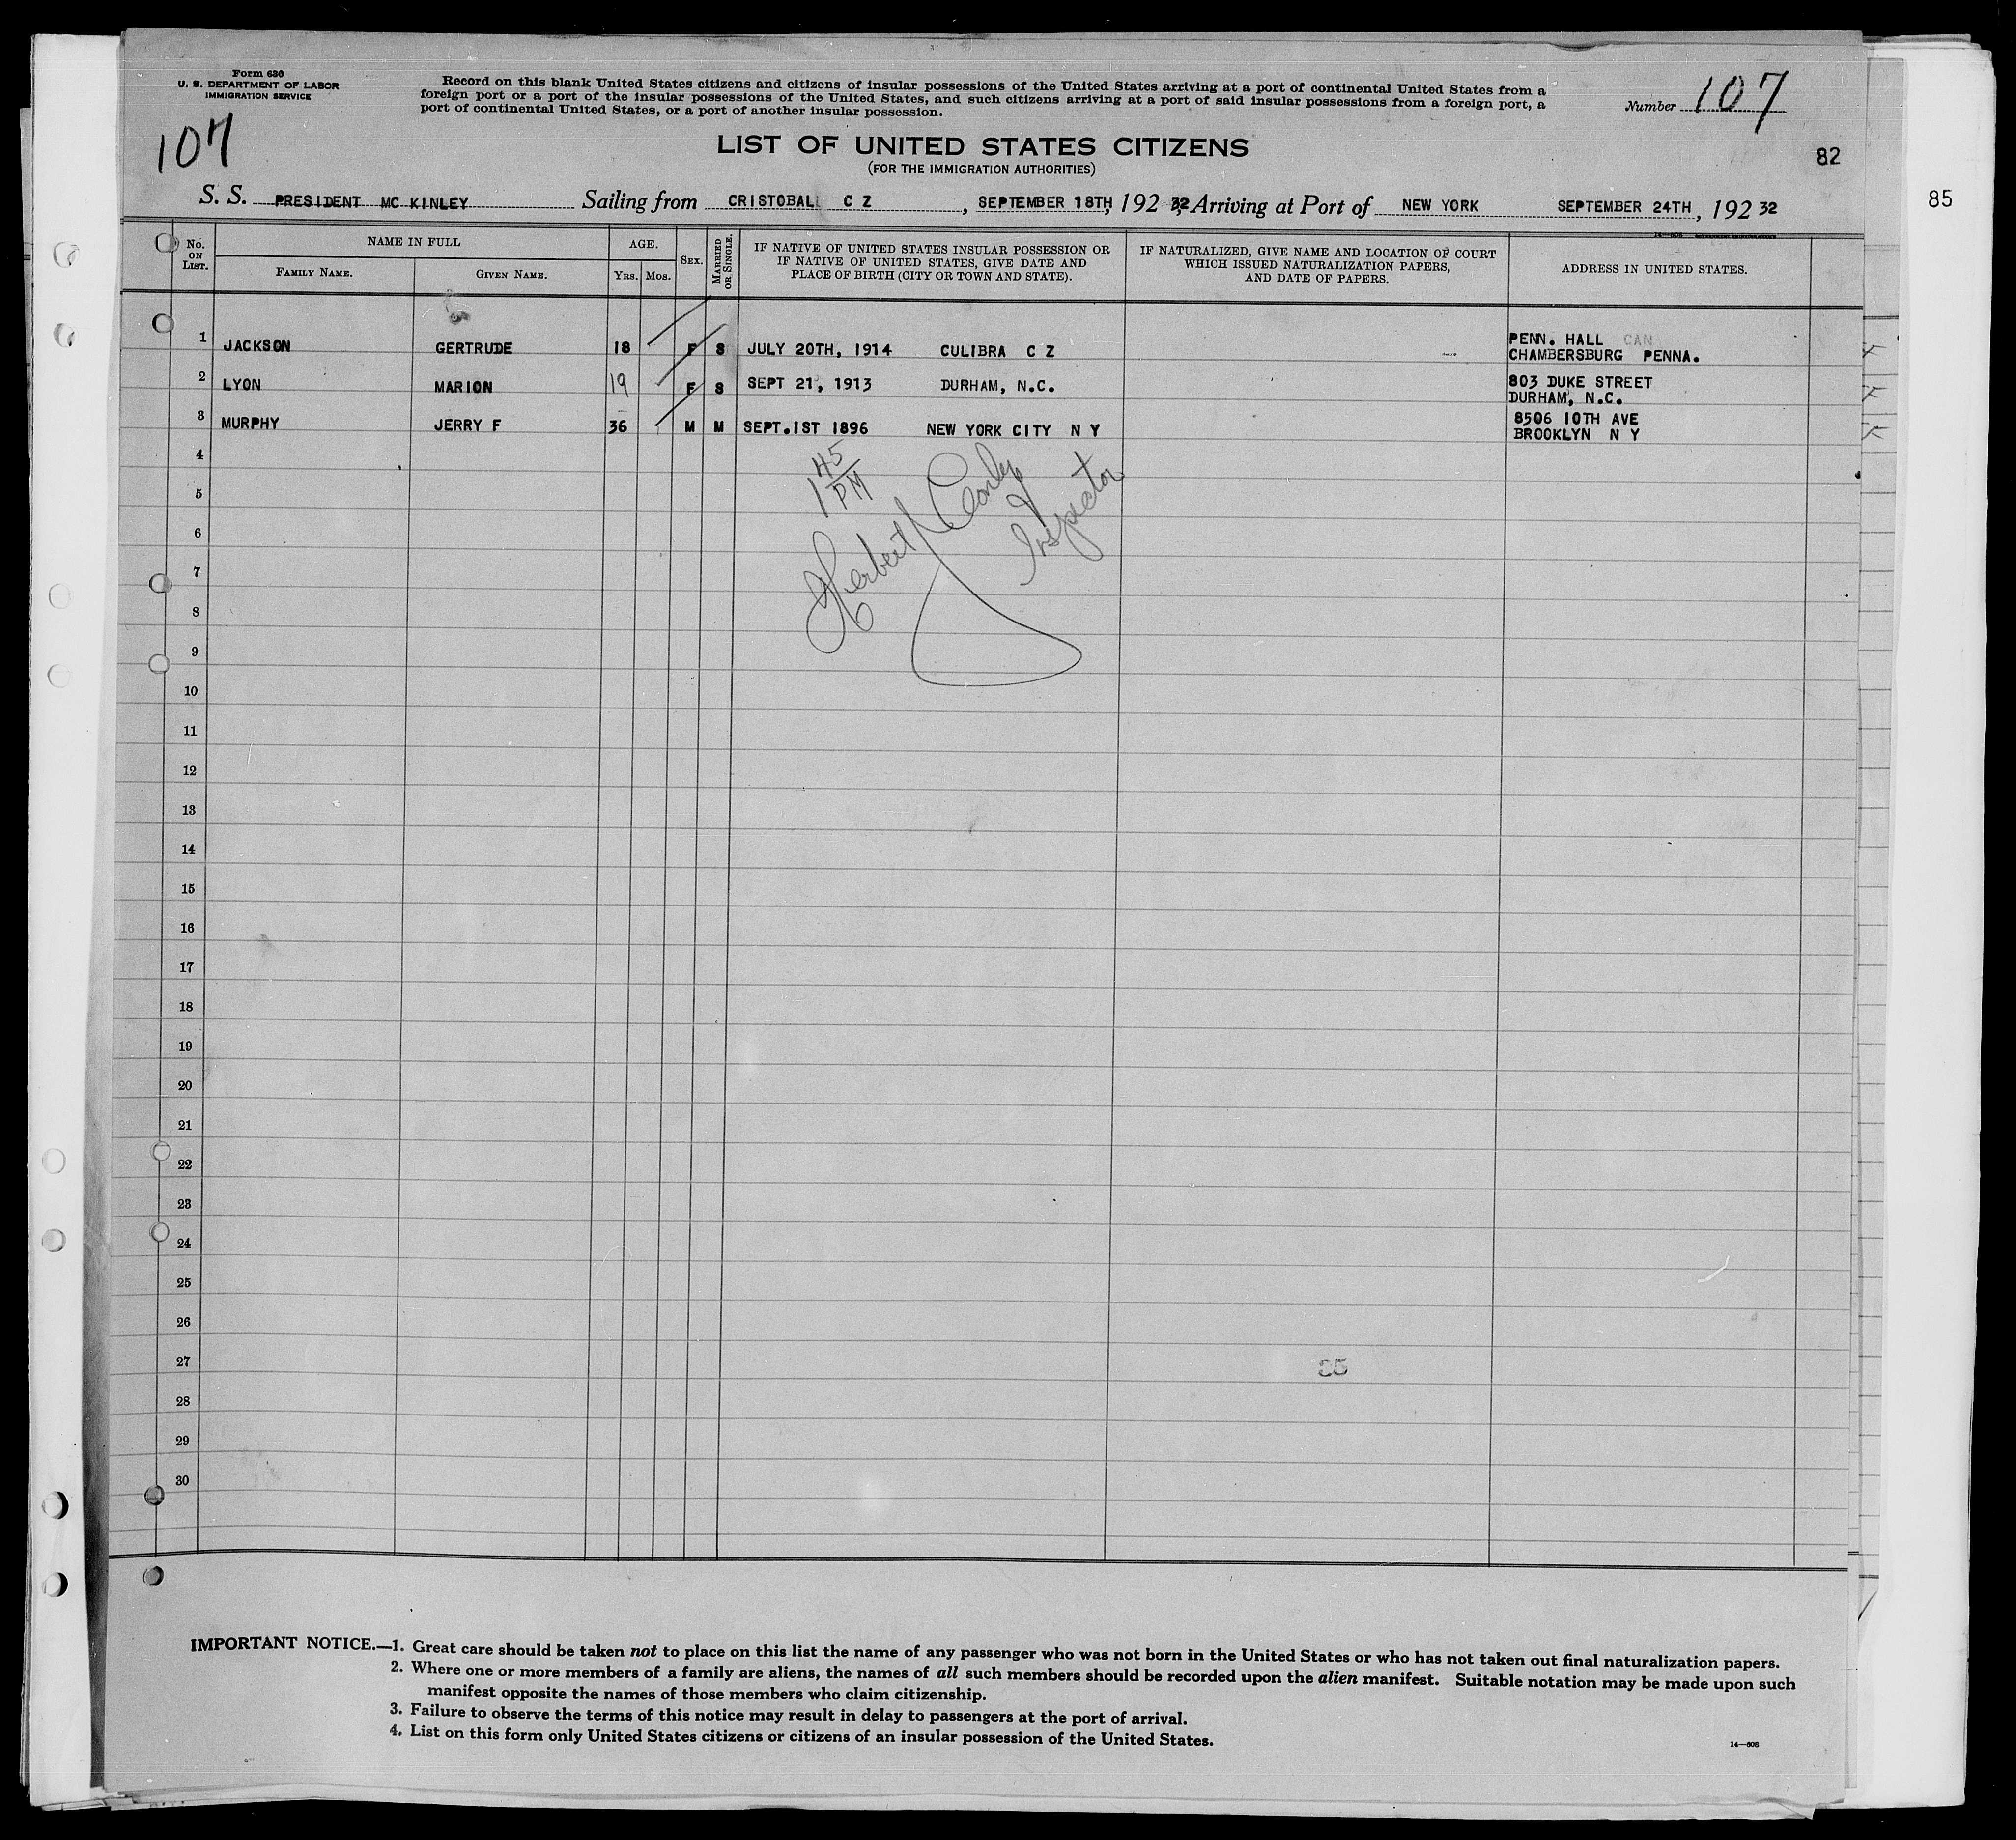 Form 630
U. S. DEPARTMENT OF LABOR
IMMIGRATION SERVICE
Record on this blank United States citizens and citizens of insular possessions of the United States arriving at a port of continental United States from a
foreign port or a port of the insular possessions of the United States, and such citizens arriving at a port of said insular possessions from a foreign port, a
port of continental United States, or a port of another insular possession.
Number 107
107
LIST OF UNITED STATES CITIZENS
(FOR THE IMMIGRATION AUTHORITIES)
82
85
S. S. PRESIDENT MC KINLEY Sailing from CRISTOBAL C Z, SEPTEMBER 18TH, 192 32, Arriving at Port of NEW YORK SEPTEMBER 24TH, 192 32
No. ON LIST.
NAME IN FULL
FAMILY NAME. GIVEN NAME.
AGE.
YRS. MOS.
SEX.
MARRIED OR SINGLE.
IF NATIVE OF UNITED STATES INSULAR POSSESSION OR
IF NATIVE OF UNITED STATES, GIVE DATE AND
PLACE OF BIRTH (CITY OR TOWN AND STATE).
IF NATURALIZED, GIVE NAME AND LOCATION OF COURT
WHICH ISSUED NATURALIZATION PAPERS,
AND DATE OF PAPERS.
ADDRESS IN UNITED STATES.
1 JACKSON GERTRUDE 18 F S JULY 20TH, 1914 CULIBRA C Z PENN. HALL CAN
CHAMBERSBURG PENNA.
2 LYON MARION 19 F S SEPT 21, 1913 DURHAM, N.C. 803 DUKE STREET
DURHAM, N.C.
3 MURPHY JERRY F 36 M M SEPT.1ST 1896 NEW YORK CITY N Y 8506 10TH AVE
BROOKLYN N Y
4
1 45 PM
5
Herbert
Inspector
6
7
8
9
10
11
12
13
14
15
16
17
18
19
20
21
22
23
24
25
26
27
28
29
30
IMPORTANT NOTICE.—1. Great care should be taken not to place on this list the name of any passenger who was not born in the United States or who has not taken out final naturalization papers.
2. Where one or more members of a family are aliens, the names of all such members should be recorded upon the alien manifest. Suitable notation may be made upon such
manifest opposite the names of those members who claim citizenship.
3. Failure to observe the terms of this notice may result in delay to passengers at the port of arrival.
4. List on this form only United States citizens or citizens of an insular possession of the United States.
14—608